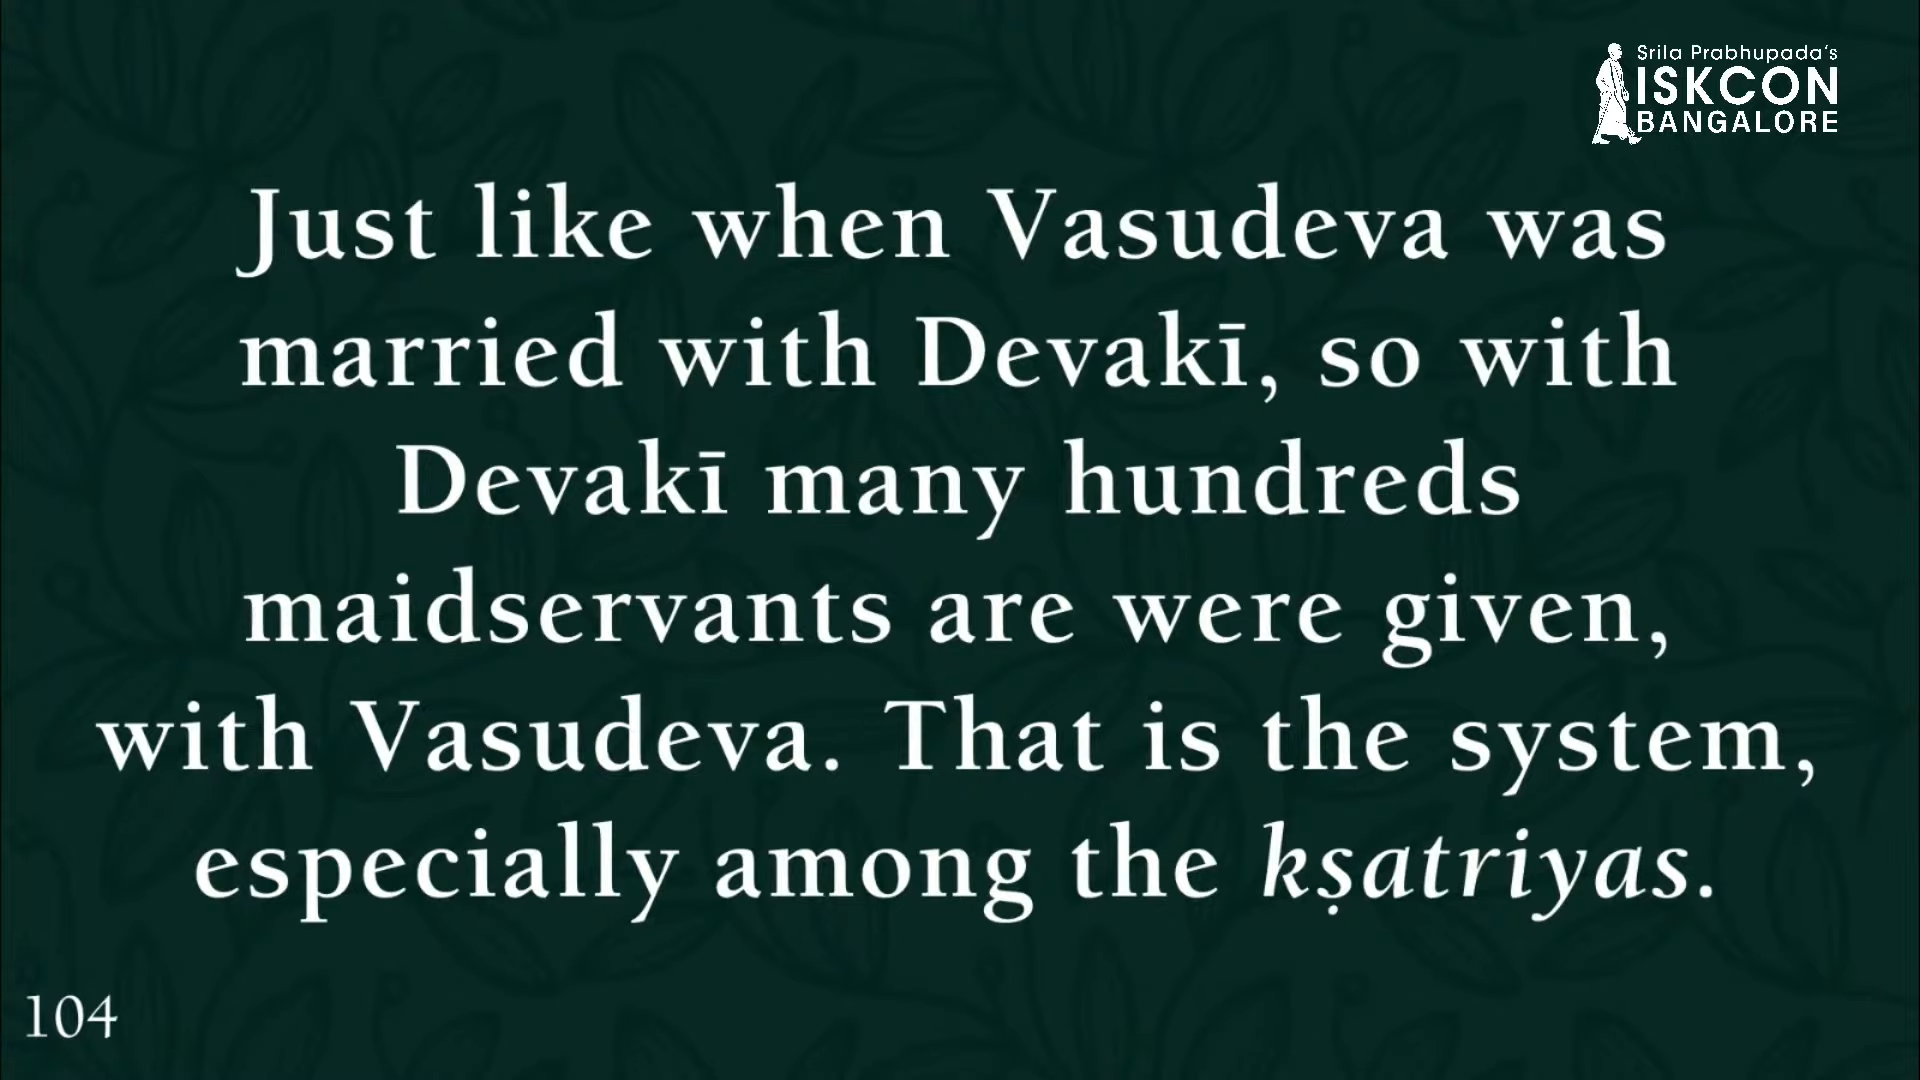 Srila Prabhupada's
ISKCON
BANGALORE
Just like when Vasudeva was
married with Devakī, so with
Devakī many hundreds
maidservants are were given,
with Vasudeva. That is the system,
especially among the kṣatriyas.
104